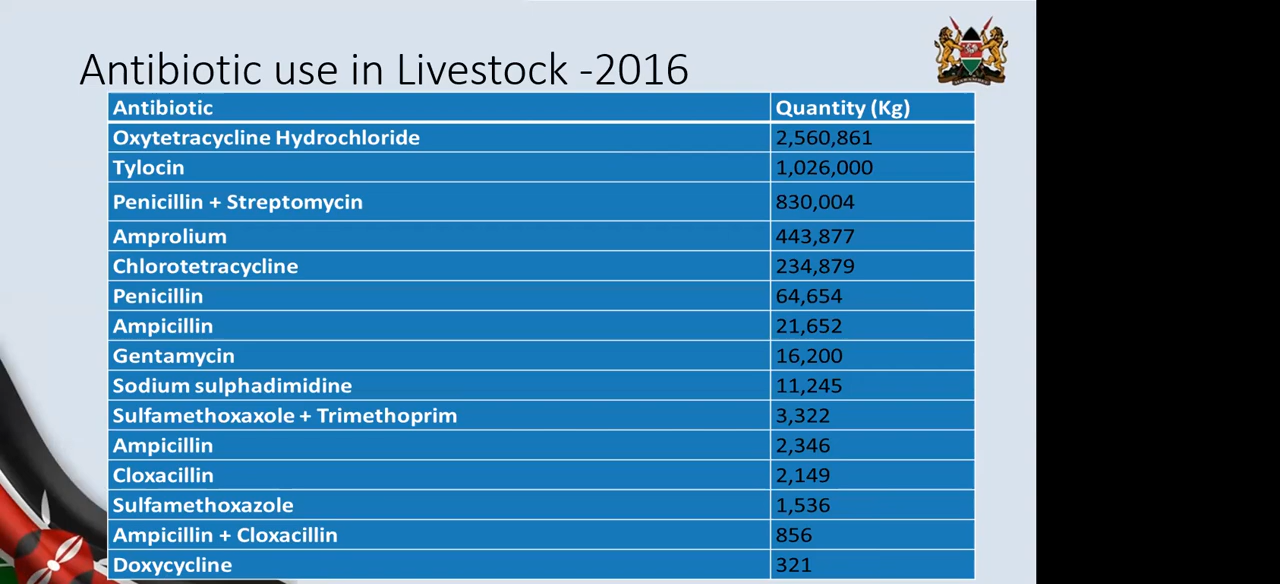 Antibiotic use in Livestock -2016
Antibiotic Quantity (Kg)
Oxytetracycline Hydrochloride 2,560,861
Tylocin 1,026,000
Penicillin + Streptomycin 830,004
Amprolium 443,877
Chlorotetracycline 234,879
Penicillin 64,654
Ampicillin 21,652
Gentamycin 16,200
Sodium sulphadimidine 11,245
Sulfamethoxaxole + Trimethoprim 3,322
Ampicillin 2,346
Cloxacillin 2,149
Sulfamethoxazole 1,536
Ampicillin + Cloxacillin 856
Doxycycline 321